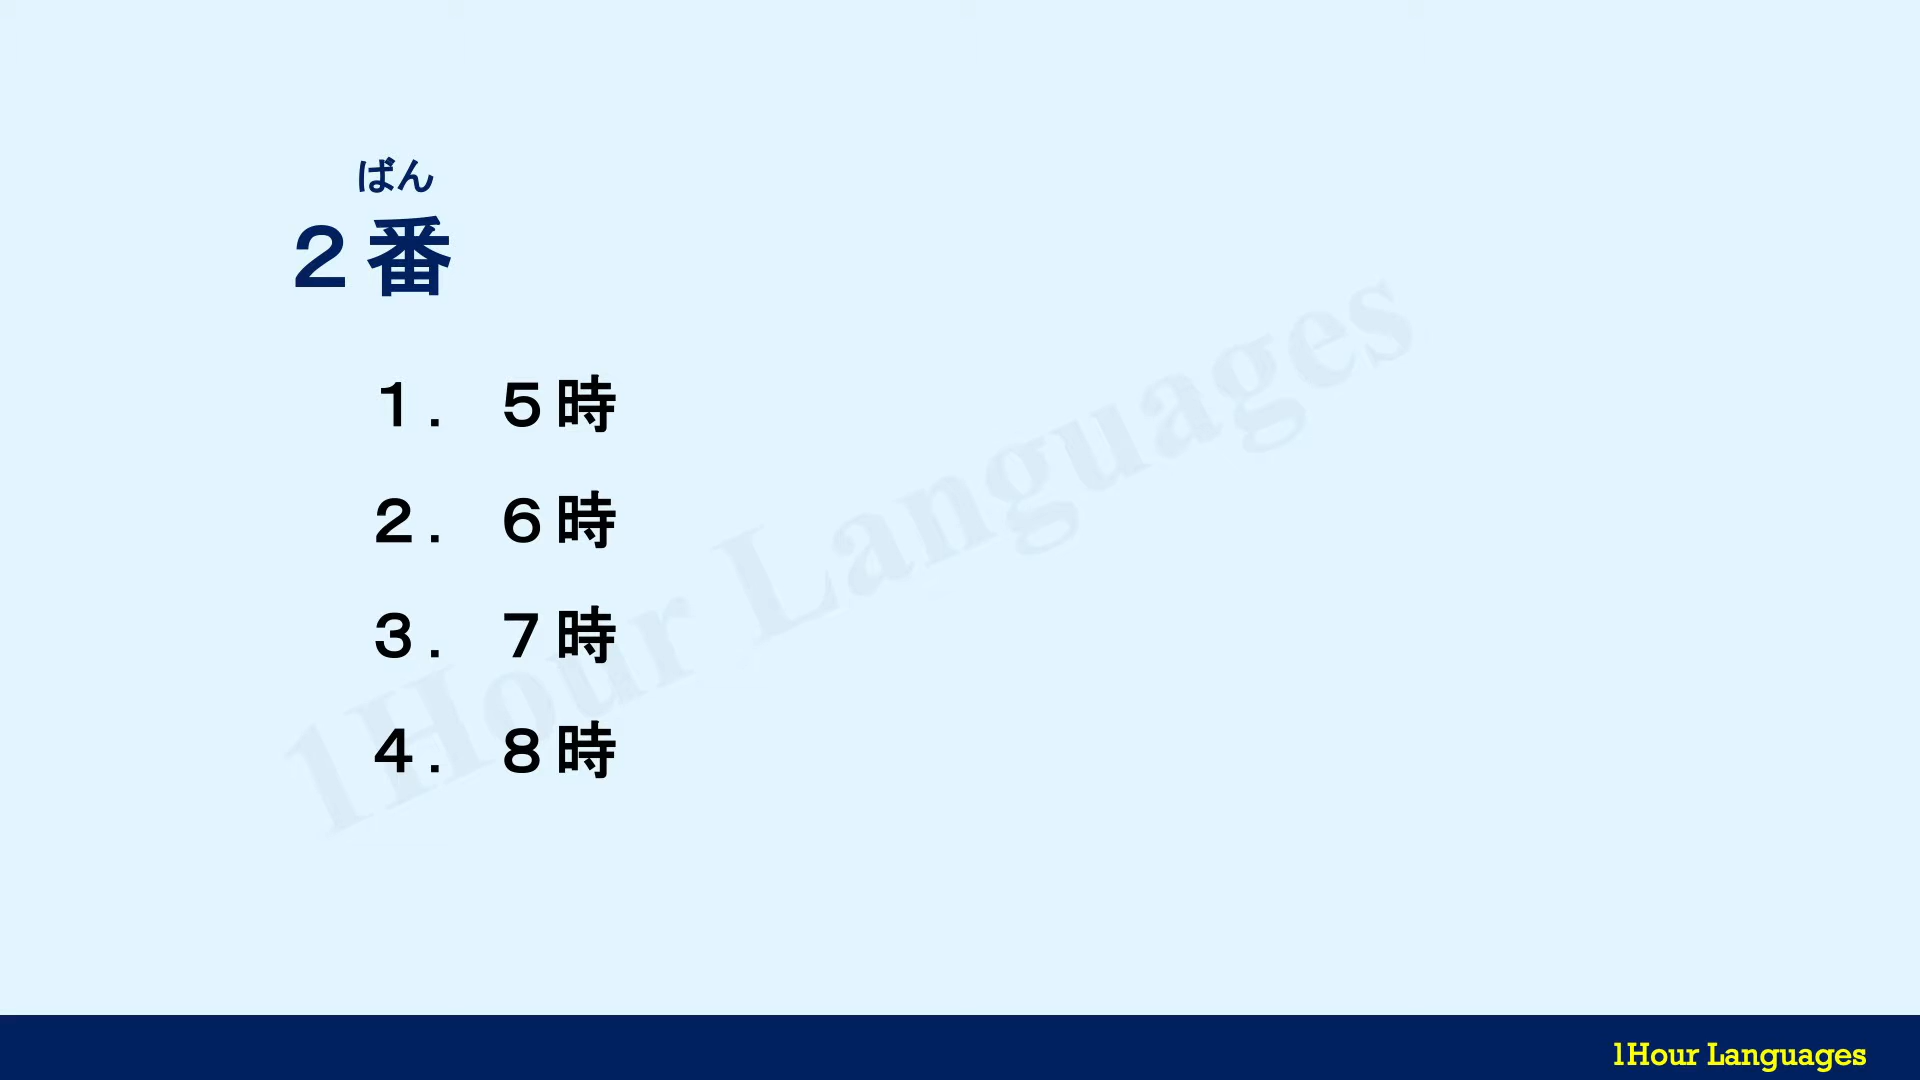 ばん
２番
１． ５時
２． ６時
３． ７時
４． ８時
1Hour Languages
1Hour Languages